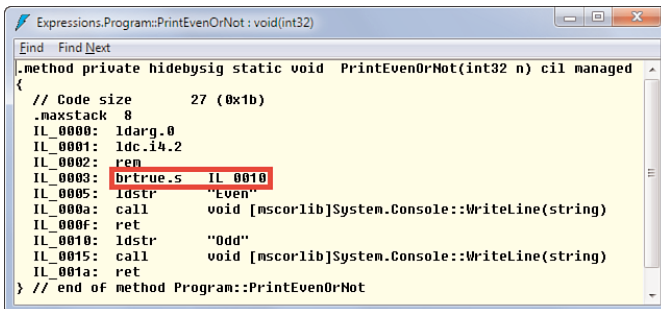 Expressions.Program::PrintEvenOrNot : void(int32)
Find Find Next
.method private hidebysig static void  PrintEvenOrNot(int32 n) cil managed
{
  // Code size       27 (0x1b)
  .maxstack  8
  IL_0000:  ldarg.0
  IL_0001:  ldc.i4.2
  IL_0002:  rem
  IL_0003:  brtrue.s   IL_0010
  IL_0005:  ldstr      "Even"
  IL_000a:  call       void [mscorlib]System.Console::WriteLine(string)
  IL_000f:  ret
  IL_0010:  ldstr      "Odd"
  IL_0015:  call       void [mscorlib]System.Console::WriteLine(string)
  IL_001a:  ret
} // end of method Program::PrintEvenOrNot